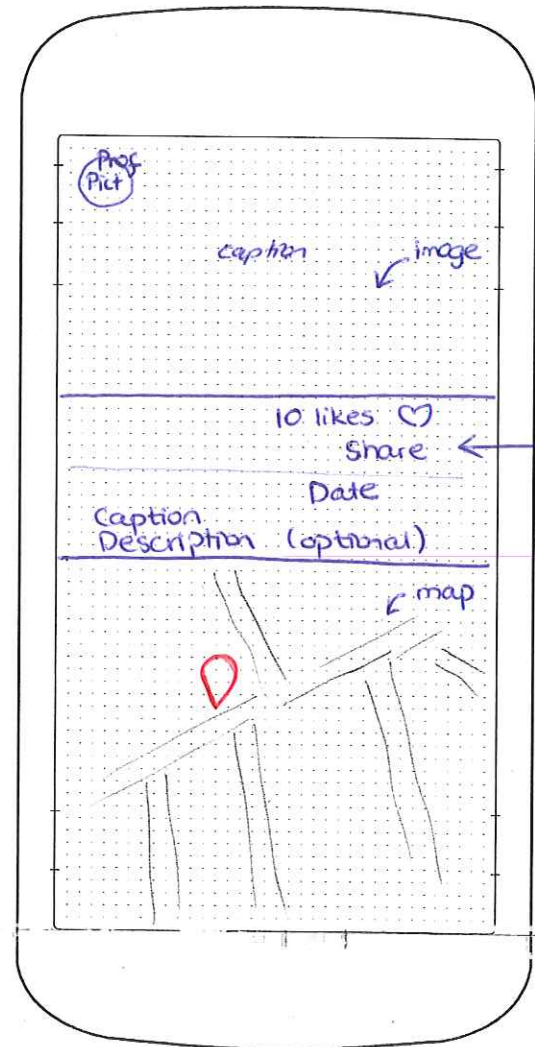 Prof
Pict
caption
image
10 likes
Share
Date
Caption
Description (optional)
map